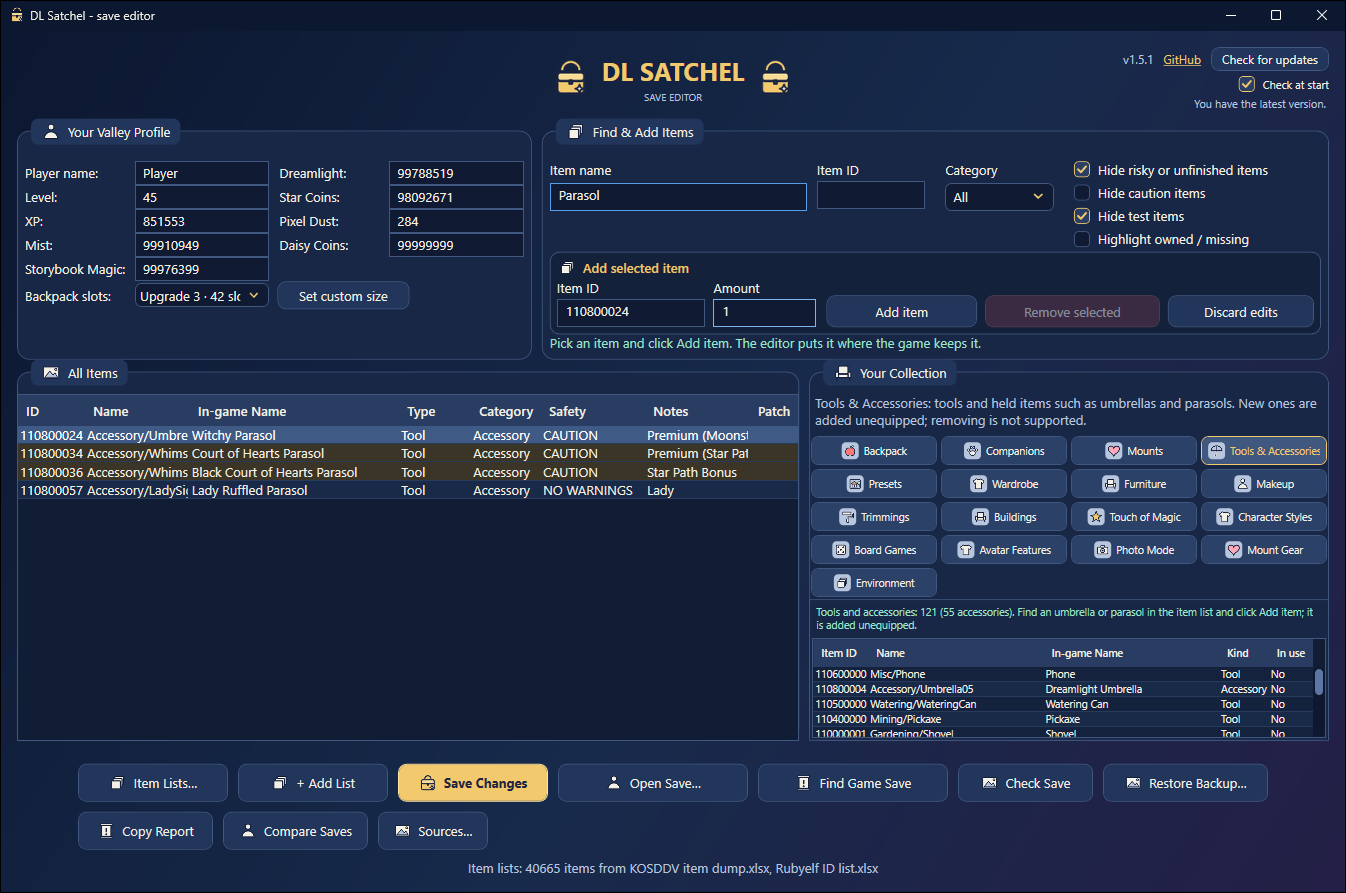 DL Satchel - save editor
DL SATCHEL
SAVE EDITOR
v1.5.1 GitHub Check for updates
Check at start
You have the latest version.
Your Valley Profile
Player name: Player Dreamlight: 99788519
Level: 45 Star Coins: 98092671
XP: 851553 Pixel Dust: 284
Mist: 99910949 Daisy Coins: 99999999
Storybook Magic: 99976399
Backpack slots: Upgrade 3 · 42 slc Set custom size
Find & Add Items
Item name Item ID Category
Parasol All
Hide risky or unfinished items
Hide caution items
Hide test items
Highlight owned / missing
Add selected item
Item ID Amount
110800024 1 Add item Remove selected Discard edits
Pick an item and click Add item. The editor puts it where the game keeps it.
All Items
ID Name In-game Name Type Category Safety Notes Patch
110800024 Accessory/Umbre Witchy Parasol Tool Accessory CAUTION Premium (Moonst
110800034 Accessory/Whims Court of Hearts Parasol Tool Accessory CAUTION Premium (Star Pat
110800036 Accessory/Whims Black Court of Hearts Parasol Tool Accessory CAUTION Star Path Bonus
110800057 Accessory/LadySi Lady Ruffled Parasol Tool Accessory NO WARNINGS Lady
Your Collection
Tools & Accessories: tools and held items such as umbrellas and parasols. New ones are
added unequipped; removing is not supported.
Backpack Companions Mounts Tools & Accessories
Presets Wardrobe Furniture Makeup
Trimmings Buildings Touch of Magic Character Styles
Board Games Avatar Features Photo Mode Mount Gear
Environment
Tools and accessories: 121 (55 accessories). Find an umbrella or parasol in the item list and click Add item; it
is added unequipped.
Item ID Name In-game Name Kind In use
110600000 Misc/Phone Phone Tool No
110800004 Accessory/Umbrella05 Dreamlight Umbrella Accessory No
110500000 Watering/WateringCan Watering Can Tool No
110400000 Mining/Pickaxe Pickaxe Tool No
110000001 Gardening/Shovel Shovel Tool No
Item Lists... + Add List Save Changes Open Save... Find Game Save Check Save Restore Backup...
Copy Report Compare Saves Sources...
Item lists: 40665 items from KOSDDV item dump.xlsx, Rubyelf ID list.xlsx